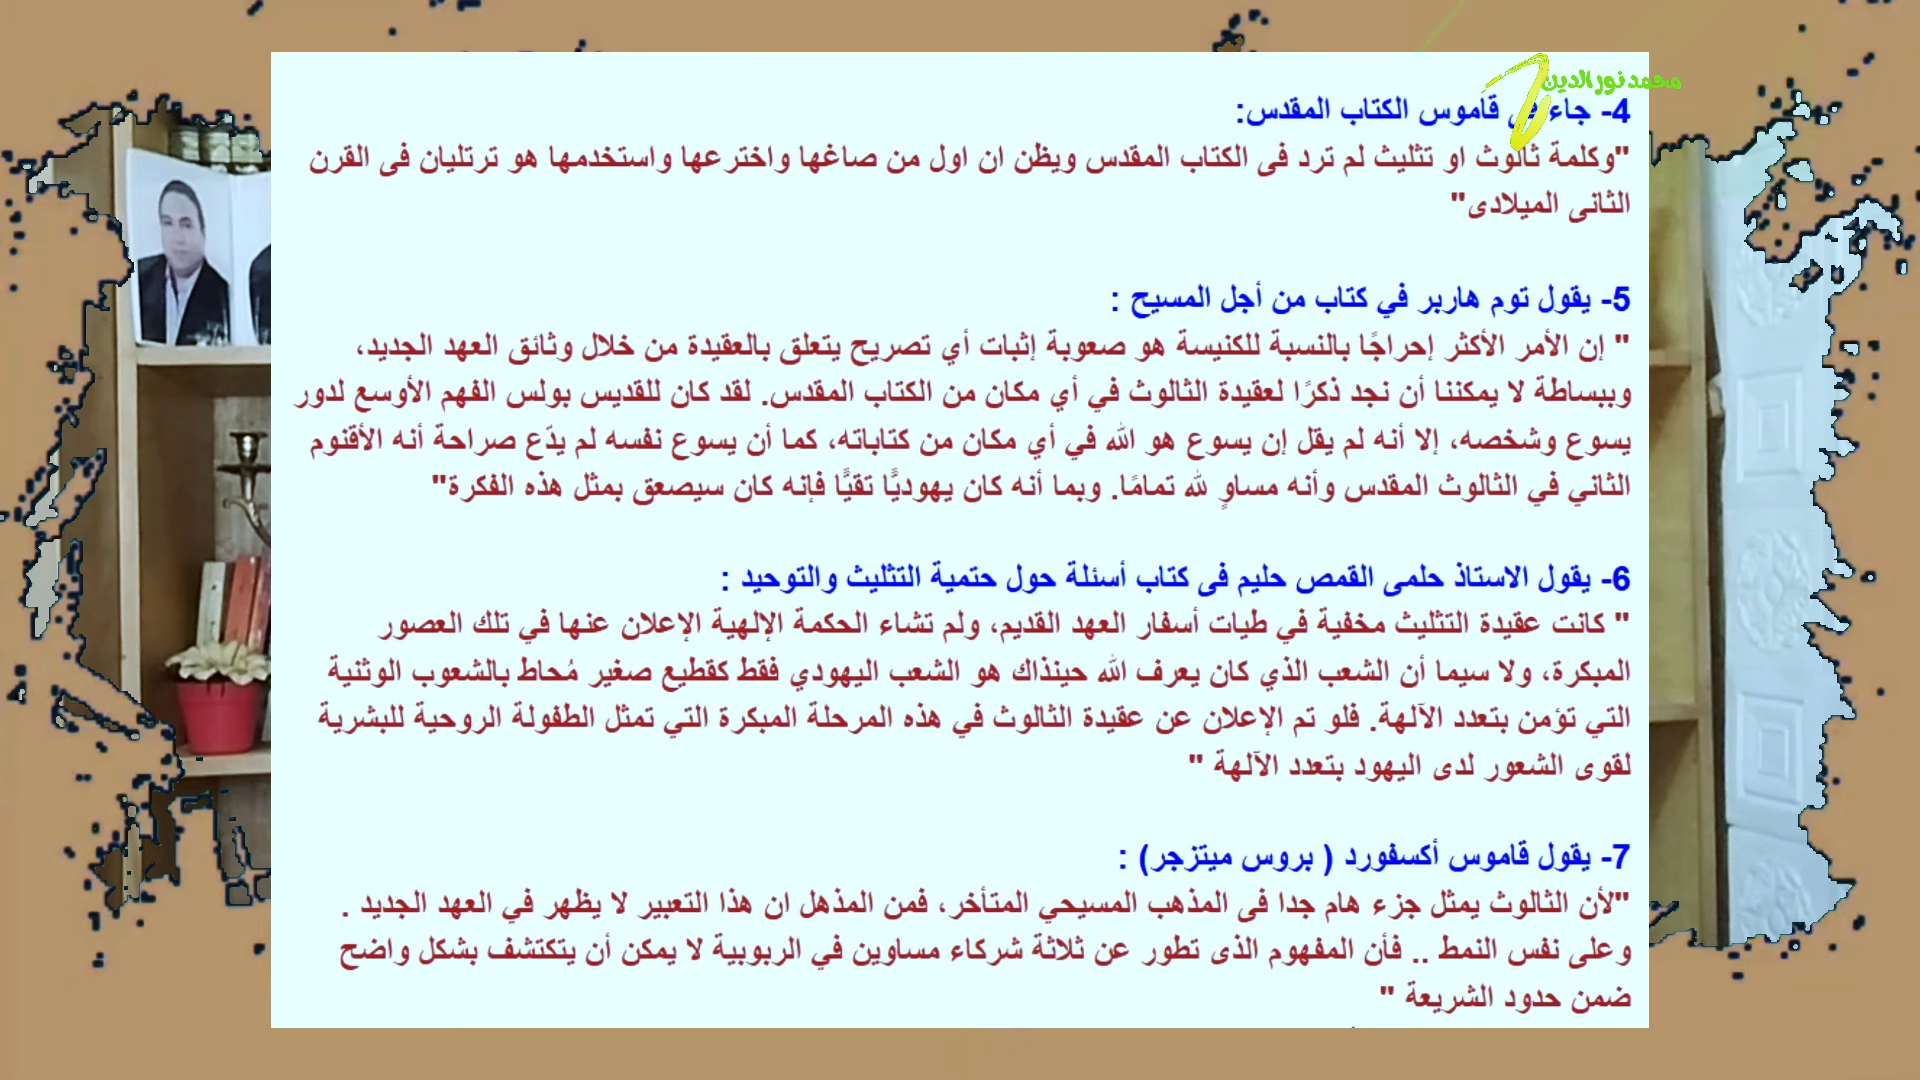 محمد نور الدين
4- جاء في قاموس الكتاب المقدس:
"وكلمة ثالوث او تثليث لم ترد فى الكتاب المقدس ويظن ان اول من صاغها واخترعها واستخدمها هو ترتليان فى القرن
الثانى الميلادى"
5- يقول توم هاربر في كتاب من أجل المسيح :
" إن الأمر الأكثر إحراجًا بالنسبة للكنيسة هو صعوبة إثبات أي تصريح يتعلق بالعقيدة من خلال وثائق العهد الجديد،
وببساطة لا يمكننا أن نجد ذكرًا لعقيدة الثالوث في أي مكان من الكتاب المقدس. لقد كان للقديس بولس الفهم الأوسع لدور
يسوع وشخصه، إلا أنه لم يقل إن يسوع هو الله في أي مكان من كتاباته، كما أن يسوع نفسه لم يدّع صراحة أنه الأقنوم
الثاني في الثالوث المقدس وأنه مساوٍ لله تمامًا. وبما أنه كان يهوديًّا تقيًّا فإنه كان سيصعق بمثل هذه الفكرة"
6- يقول الاستاذ حلمى القمص حليم فى كتاب أسئلة حول حتمية التثليث والتوحيد :
" كانت عقيدة التثليث مخفية في طيات أسفار العهد القديم، ولم تشاء الحكمة الإلهية الإعلان عنها في تلك العصور
المبكرة، ولا سيما أن الشعب الذي كان يعرف الله حينذاك هو الشعب اليهودي فقط كقطيع صغير مُحاط بالشعوب الوثنية
التي تؤمن بتعدد الآلهة. فلو تم الإعلان عن عقيدة الثالوث في هذه المرحلة المبكرة التي تمثل الطفولة الروحية للبشرية
لقوى الشعور لدى اليهود بتعدد الآلهة "
7- يقول قاموس أكسفورد ( بروس ميتزجر) :
"لأن الثالوث يمثل جزء هام جدا فى المذهب المسيحي المتأخر، فمن المذهل ان هذا التعبير لا يظهر في العهد الجديد .
وعلى نفس النمط .. فأن المفهوم الذى تطور عن ثلاثة شركاء مساوين في الربوبية لا يمكن أن يتكتشف بشكل واضح
ضمن حدود الشريعة "